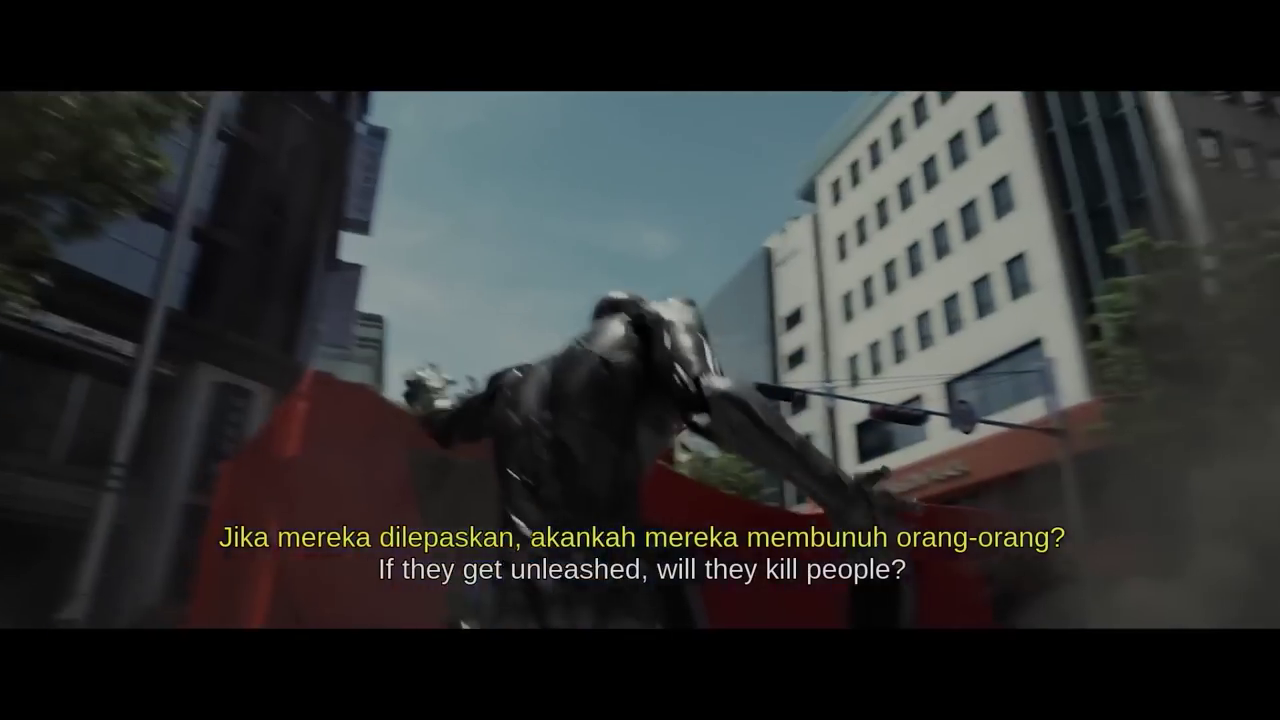 Jika mereka dilepaskan, akankah mereka membunuh orang-orang?
If they get unleashed, will they kill people?